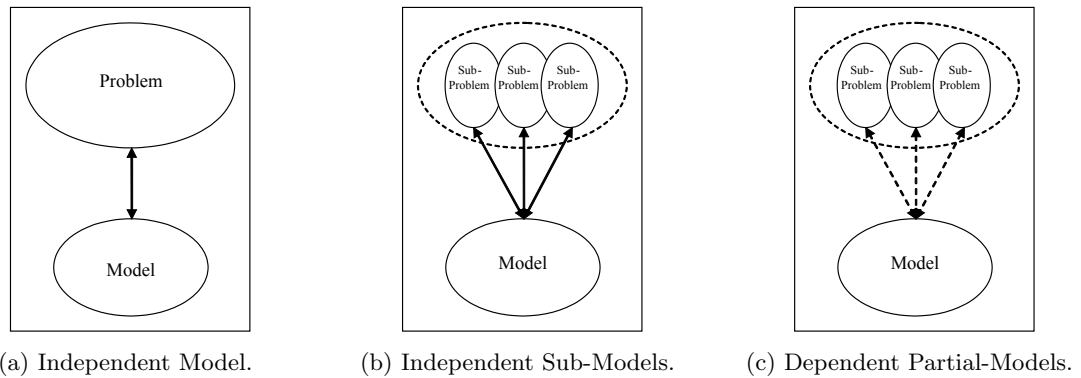 Problem
Model
(a) Independent Model.
Sub-
Problem
Sub-
Problem
Sub-
Problem
Model
(b) Independent Sub-Models.
Sub-
Problem
Sub-
Problem
Sub-
Problem
Model
(c) Dependent Partial-Models.